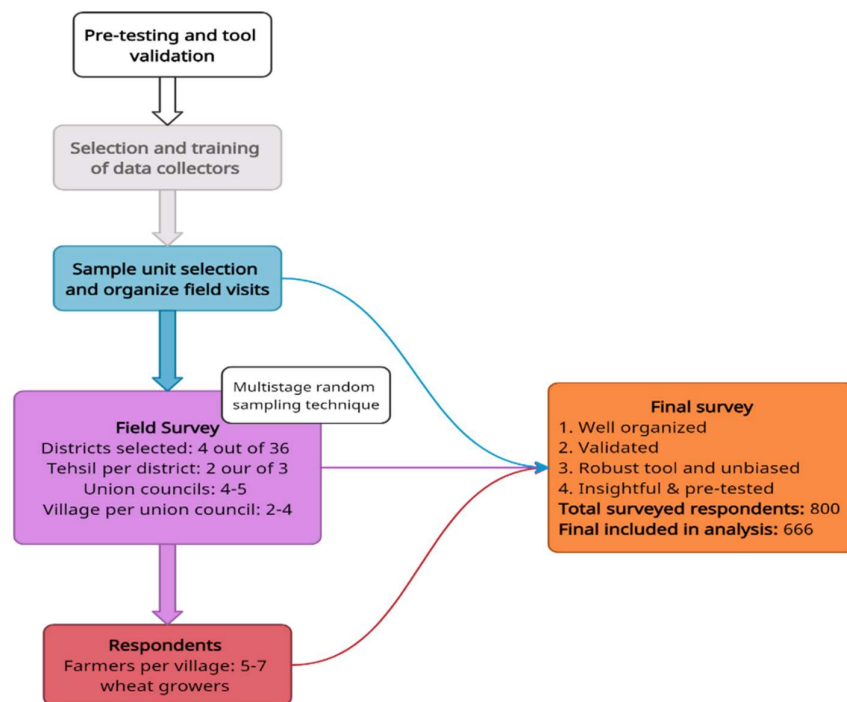 Pre-testing and tool
validation
Selection and training
of data collectors
Sample unit selection
and organize field visits
Multistage random
sampling technique
Field Survey
Districts selected: 4 out of 36
Tehsil per district: 2 our of 3
Union councils: 4-5
Village per union council: 2-4
Respondents
Farmers per village: 5-7
wheat growers
Final survey
1. Well organized
2. Validated
3. Robust tool and unbiased
4. Insightful & pre-tested
Total surveyed respondents: 800
Final included in analysis: 666